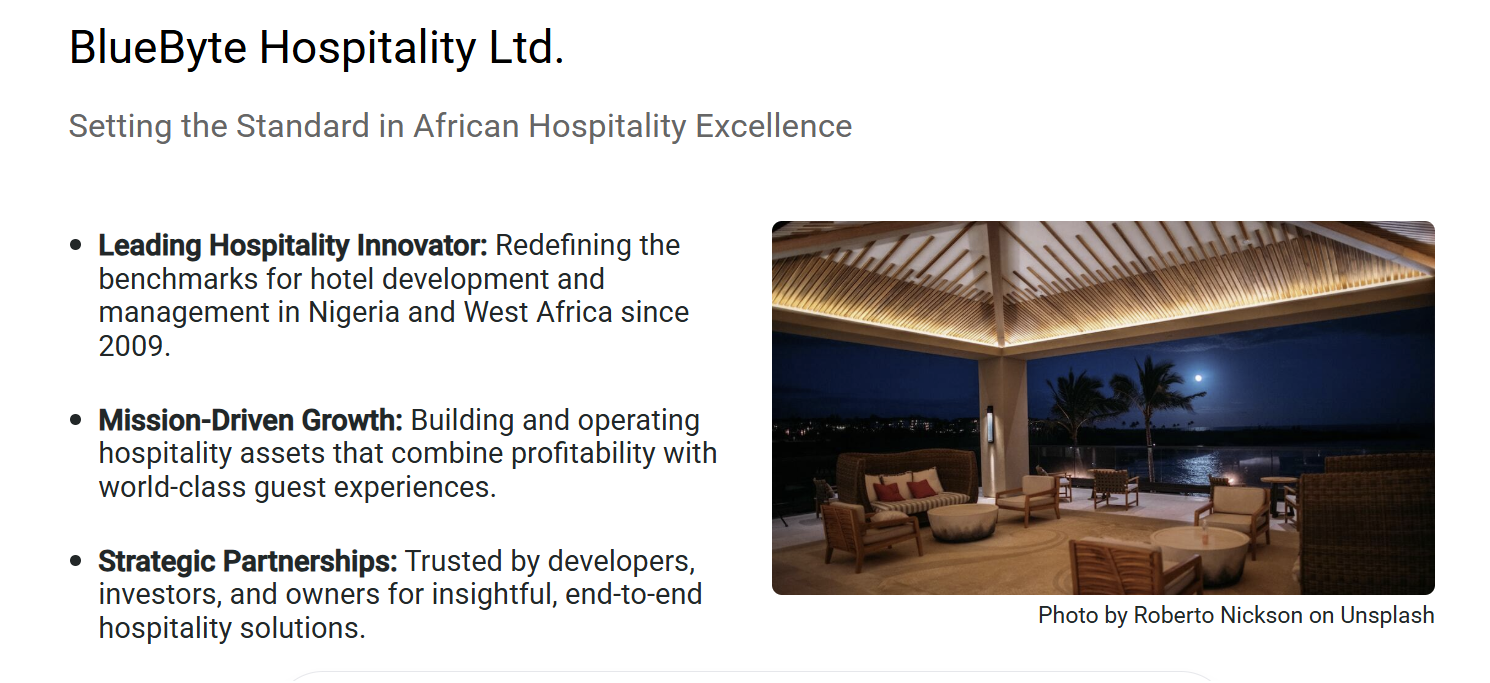 BlueByte Hospitality Ltd.
Setting the Standard in African Hospitality Excellence
Leading Hospitality Innovator: Redefining the
benchmarks for hotel development and
management in Nigeria and West Africa since
2009.
Mission-Driven Growth: Building and operating
hospitality assets that combine profitability with
world-class guest experiences.
Strategic Partnerships: Trusted by developers,
investors, and owners for insightful, end-to-end
hospitality solutions.
Photo by Roberto Nickson on Unsplash